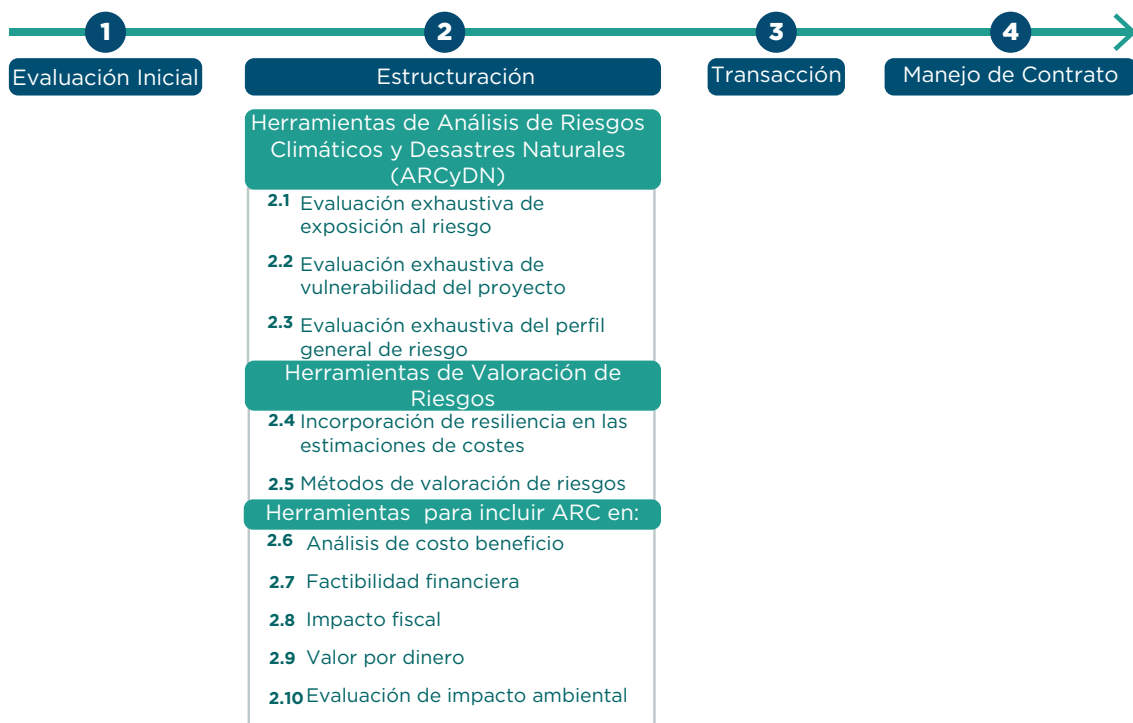 1
2
3
4
Evaluación Inicial
Estructuración
Transacción
Manejo de Contrato
Herramientas de Análisis de Riesgos
Climáticos y Desastres Naturales
(ARCyDN)
2.1 Evaluación exhaustiva de
exposición al riesgo
2.2 Evaluación exhaustiva de
vulnerabilidad del proyecto
2.3 Evaluación exhaustiva del perfil
general de riesgo
Herramientas de Valoración de
Riesgos
2.4 Incorporación de resiliencia en las
estimaciones de costes
2.5 Métodos de valoración de riesgos
Herramientas para incluir ARC en:
2.6 Análisis de costo beneficio
2.7 Factibilidad financiera
2.8 Impacto fiscal
2.9 Valor por dinero
2.10 Evaluación de impacto ambiental